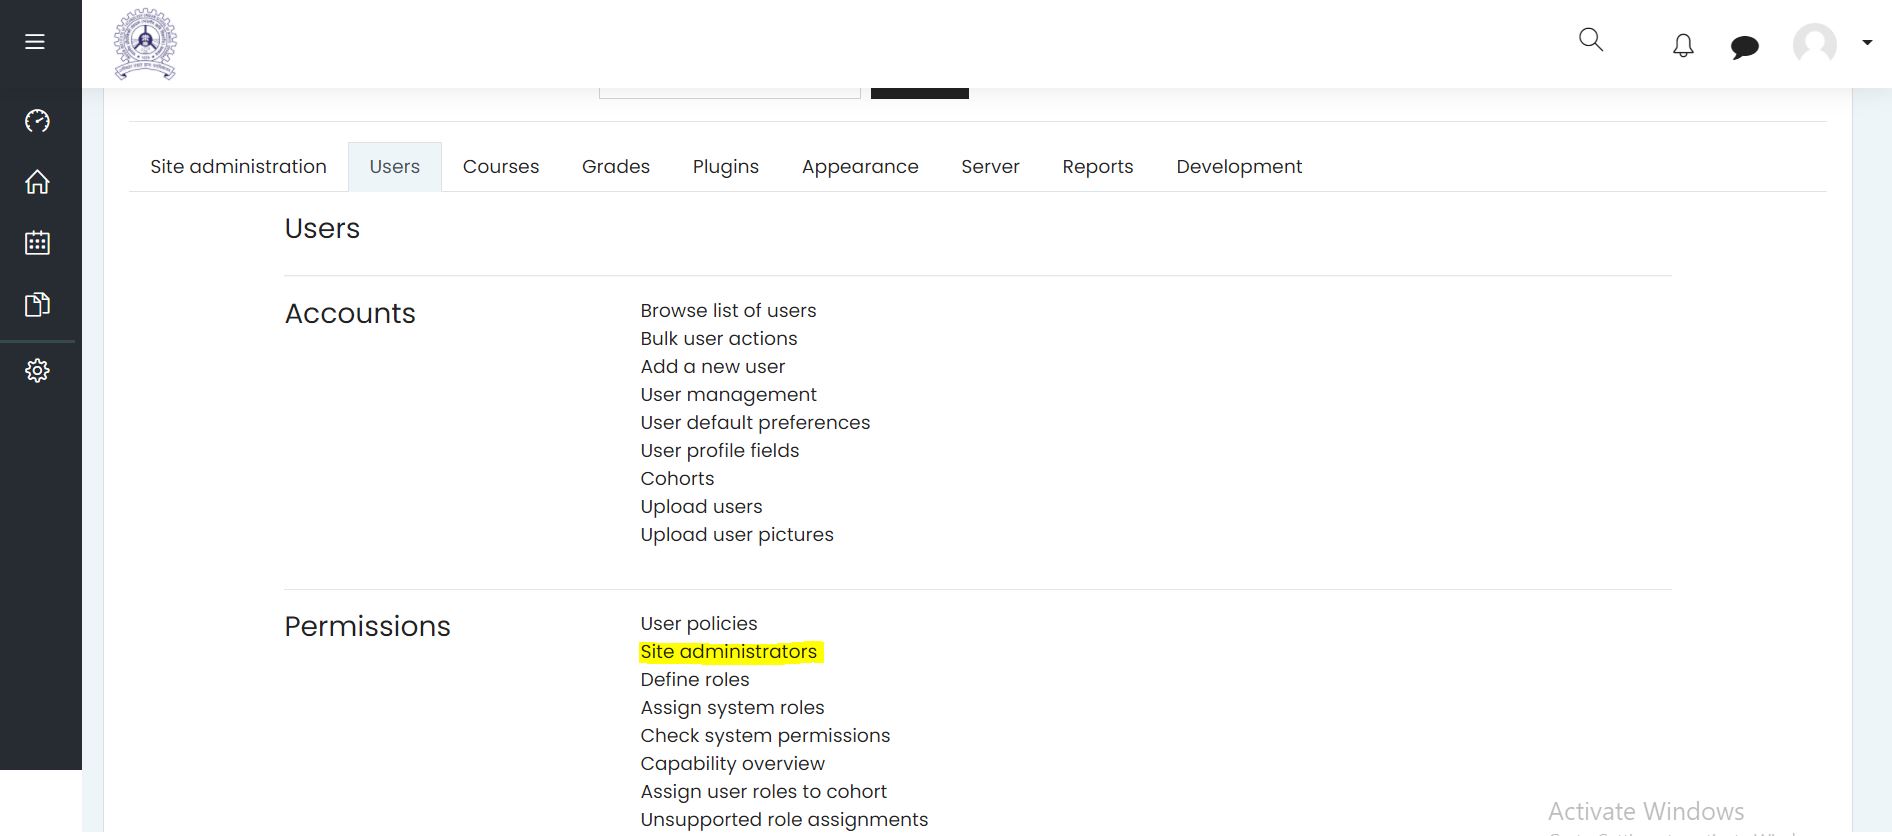 Site administration Users Courses Grades Plugins Appearance Server Reports Development
Users
Accounts
Browse list of users
Bulk user actions
Add a new user
User management
User default preferences
User profile fields
Cohorts
Upload users
Upload user pictures
Permissions
User policies
Site administrators
Define roles
Assign system roles
Check system permissions
Capability overview
Assign user roles to cohort
Unsupported role assignments
Activate Windows